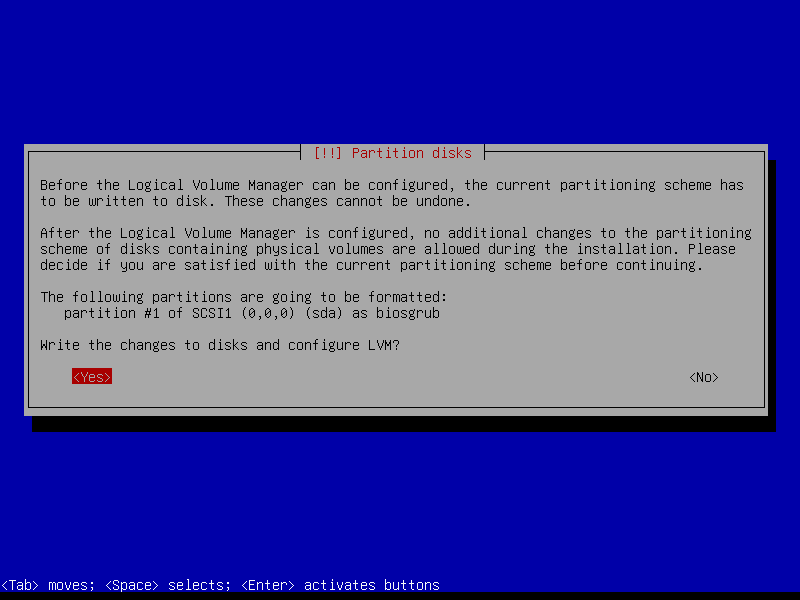 [!!] Partition disks
Before the Logical Volume Manager can be configured, the current partitioning scheme has
to be written to disk. These changes cannot be undone.
After the Logical Volume Manager is configured, no additional changes to the partitioning
scheme of disks containing physical volumes are allowed during the installation. Please
decide if you are satisfied with the current partitioning scheme before continuing.
The following partitions are going to be formatted:
partition #1 of SCSI1 (0,0,0) (sda) as biosgrub
Write the changes to disks and configure LVM?
<Yes> <No>
<Tab> moves; <Space> selects; <Enter> activates buttons